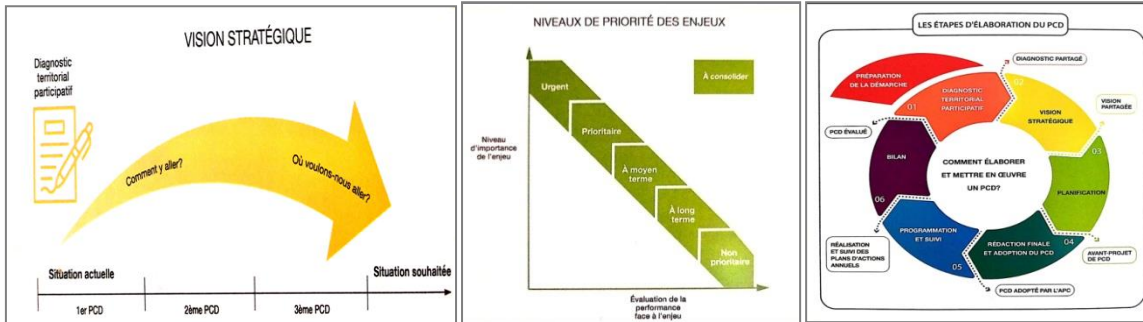 VISION STRATÉGIQUE
Diagnostic
territorial
participatif
Comment y aller?
Où voulons-nous aller?
Situation actuelle
Situation souhaitée
1er PCD
2ème PCD
3ème PCD
NIVEAUX DE PRIORITÉ DES ENJEUX
À consolider
Urgent
Prioritaire
À moyen
terme
À long
terme
Non
prioritaire
Niveau
d'importance
de l'enjeu
Évaluation de la
performance
face à l'enjeu
LES ÉTAPES D'ÉLABORATION DU PCD
PRÉPARATION
DE LA
DÉMARCHE
01
DIAGNOSTIC
TERRITORIAL
PARTICIPATIF
DIAGNOSTIC PARTAGÉ
02
VISION
STRATÉGIQUE
VISION
PARTAGÉE
03
PLANIFICATION
AVANT-PROJET
DE PCD
04
RÉDACTION FINALE
ET ADOPTION DU PCD
PCD ADOPTÉ PAR L'APC
05
PROGRAMMATION
ET SUIVI
RÉALISATION
ET SUIVI DES
PLANS D'ACTIONS
ANNUELS
06
BILAN
PCD ÉVALUÉ
COMMENT ÉLABORER
ET METTRE EN ŒUVRE
UN PCD?